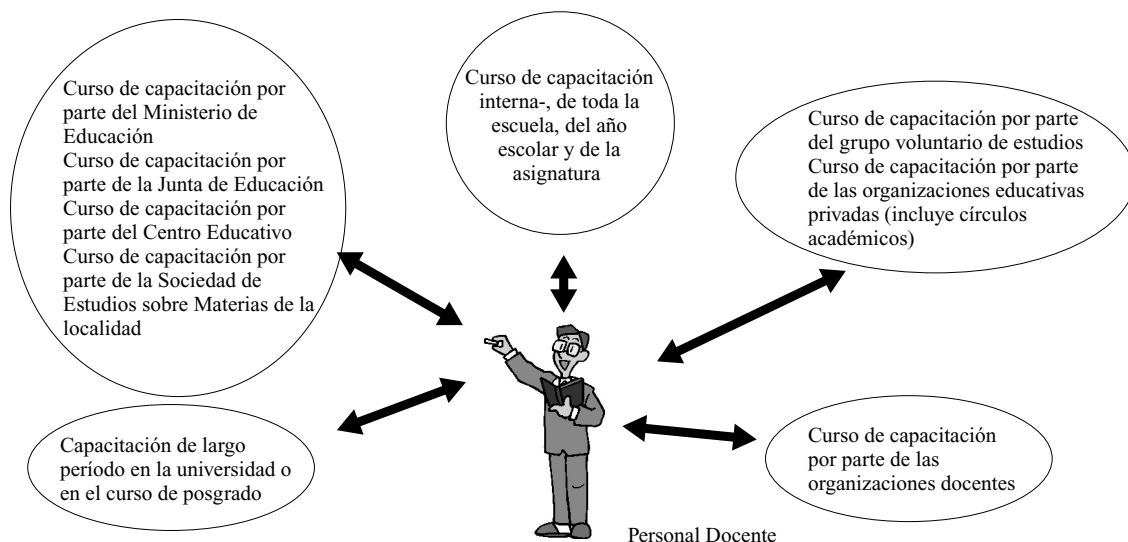 Curso de capacitación por
parte del Ministerio de
Educación
Curso de capacitación por
parte de la Junta de Educación
Curso de capacitación por
parte del Centro Educativo
Curso de capacitación por
parte de la Sociedad de
Estudios sobre Materias de la
localidad
Curso de capacitación
interna-, de toda la
escuela, del año
escolar y de la
asignatura
Curso de capacitación por parte
del grupo voluntario de estudios
Curso de capacitación por parte
de las organizaciones educativas
privadas (incluye círculos
académicos)
Capacitación de largo
período en la universidad o
en el curso de posgrado
Curso de capacitación
por parte de las
organizaciones docentes
Personal Docente